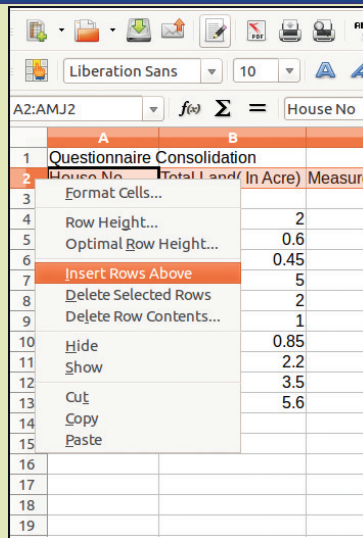 Liberation Sans 10
A2:AMJ2 f(x) Σ = House No
A B
1 Questionnaire Consolidation
2 House No Total Land( In Acre) Measur
3 Format Cells...
4 Row Height... 2
5 Optimal Row Height... 0.6
6 0.45
7 Insert Rows Above 5
8 Delete Selected Rows 2
9 Delete Row Contents... 1
10 Hide 0.85
11 Show 2.2
12 Cut 3.5
13 Copy 5.6
14
15 Paste
16
17
18
19